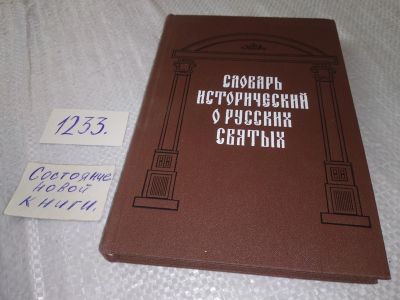 СЛОВАРЬ
ИСТОРИЧЕСКИЙ
О РУССКИХ
СВЯТЫХ
1233.
Состояние
новой
книги.